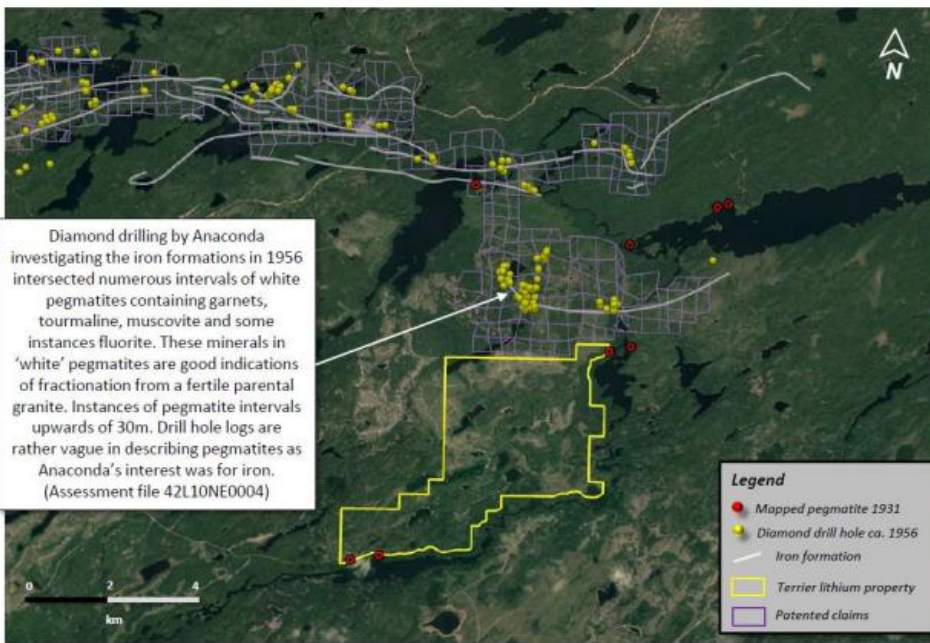 N
Diamond drilling by Anaconda
investigating the iron formations in 1956
intersected numerous intervals of white
pegmatites containing garnets,
tourmaline, muscovite and some
instances fluorite. These minerals in
'white' pegmatites are good indications
of fractionation from a fertile parental
granite. Instances of pegmatite intervals
upwards of 30m. Drill hole logs are
rather vague in describing pegmatites as
Anaconda's interest was for iron.
(Assessment file 42L10NE0004)
Legend
Mapped pegmatite 1931
Diamond drill hole ca. 1956
Iron formation
Terrier lithium property
Patented claims
0 2 4
km